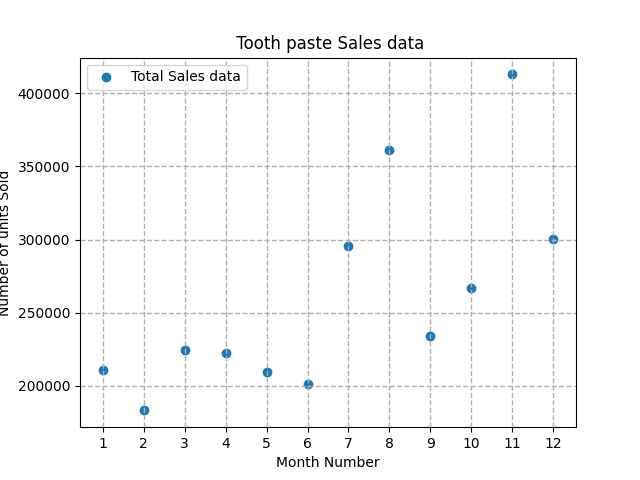 Tooth paste Sales data
Total Sales data
Number of units Sold
400000
350000
300000
250000
200000
1 2 3 4 5 6 7 8 9 10 11 12
Month Number